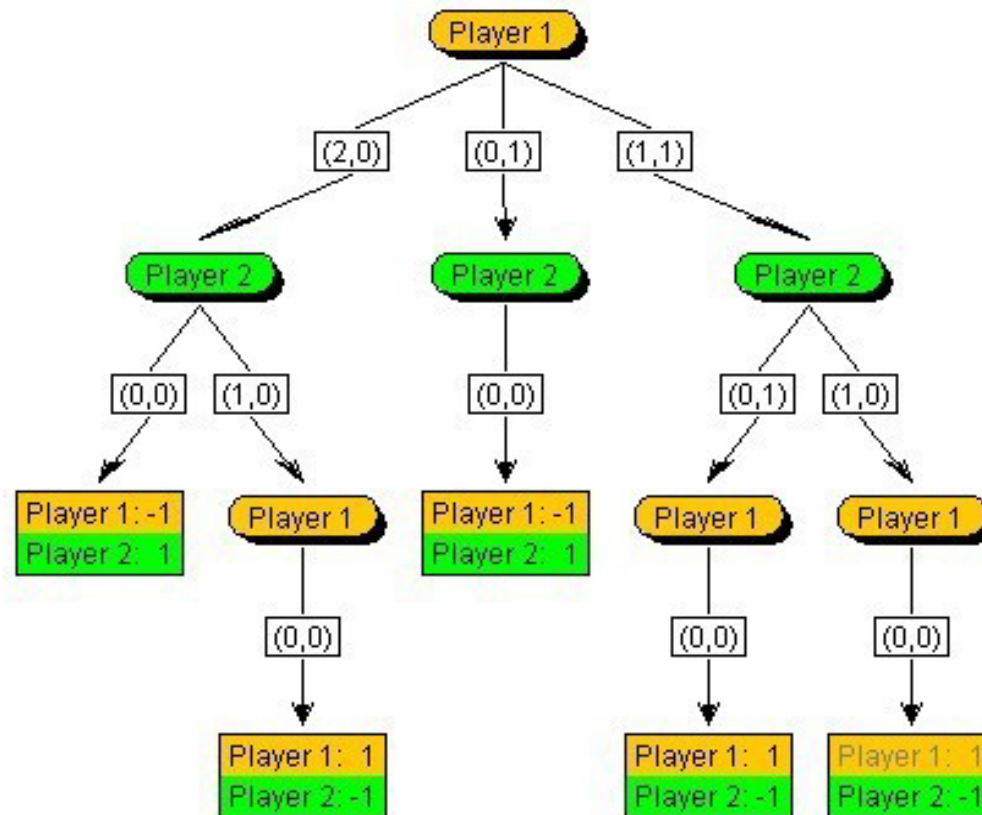 Player 1
(2,0) (0,1) (1,1)
Player 2 Player 2 Player 2
(0,0) (1,0) (0,0) (0,1) (1,0)
Player 1: -1 Player 1 Player 1: -1 Player 1 Player 1
Player 2: 1 Player 2: 1
(0,0) (0,0) (0,0)
Player 1: 1 Player 1: 1 Player 1: 1
Player 2: -1 Player 2: -1 Player 2: -1